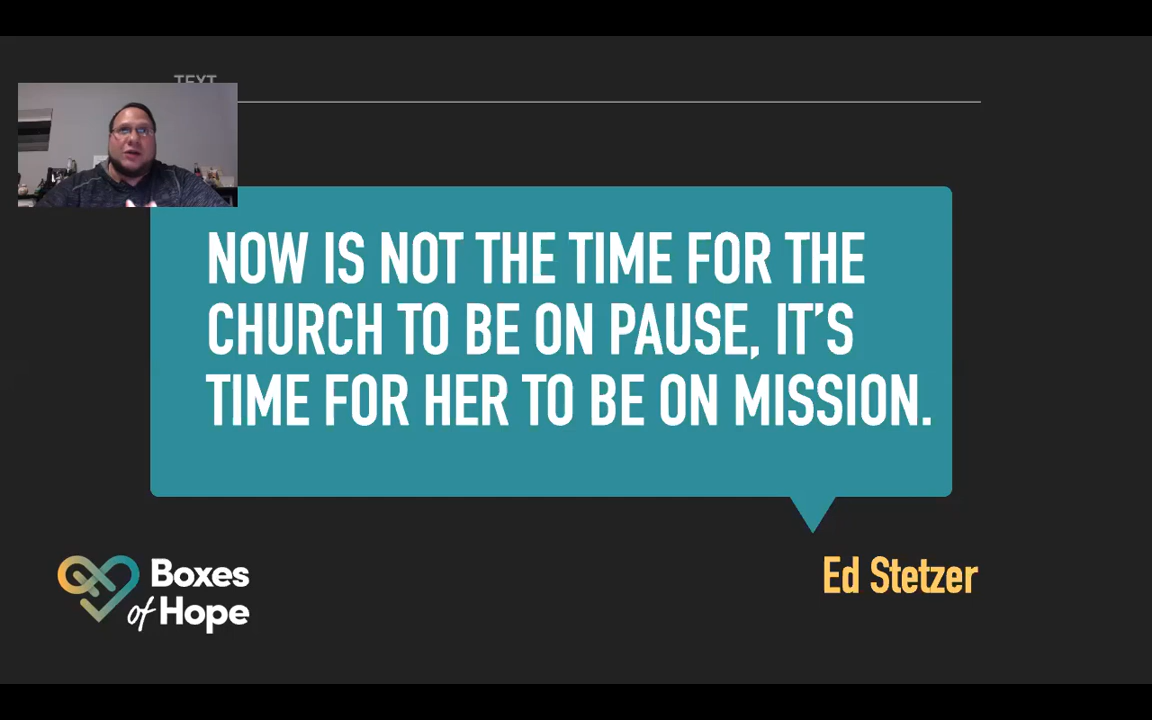 TEXT
NOW IS NOT THE TIME FOR THE
CHURCH TO BE ON PAUSE, IT’S
TIME FOR HER TO BE ON MISSION.
Boxes
of Hope
Ed Stetzer